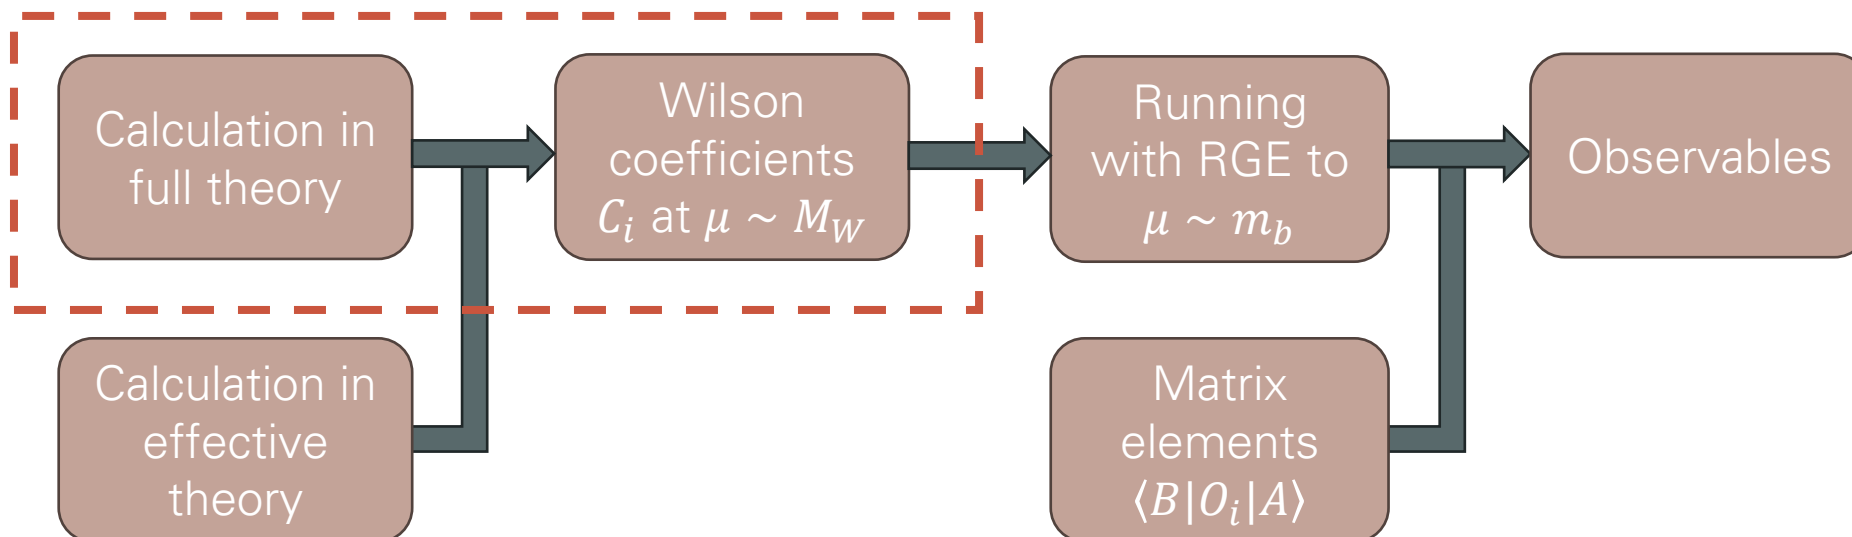 Calculation in
full theory
Wilson
coefficients
𝐶ᵢ at 𝜇 ~ 𝑀_𝑊
Running
with RGE to
𝜇 ~ 𝑚_𝑏
Observables
Calculation in
effective
theory
Matrix
elements
⟨𝐵|𝑂ᵢ|𝐴⟩